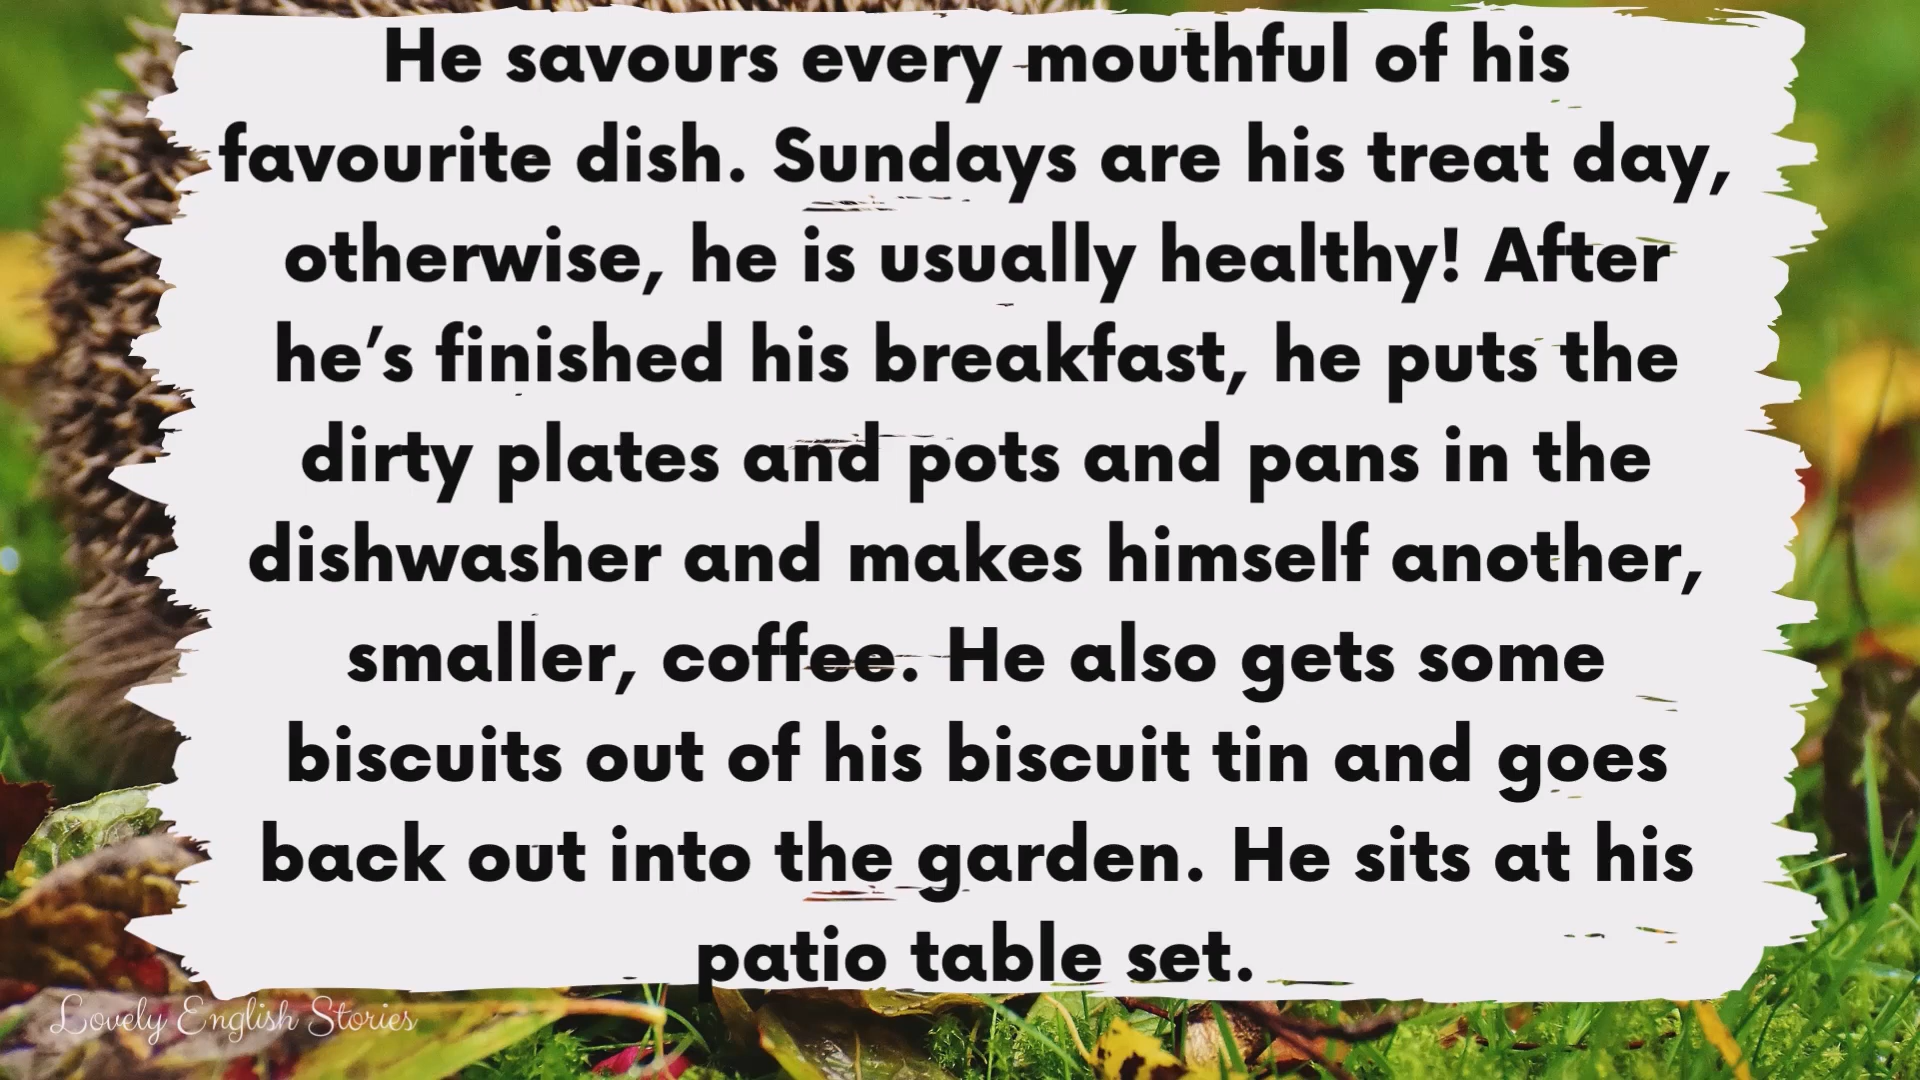 He savours every mouthful of his
favourite dish. Sundays are his treat day,
otherwise, he is usually healthy! After
he’s finished his breakfast, he puts the
dirty plates and pots and pans in the
dishwasher and makes himself another,
smaller, coffee. He also gets some
biscuits out of his biscuit tin and goes
back out into the garden. He sits at his
patio table set.
Lovely English Stories